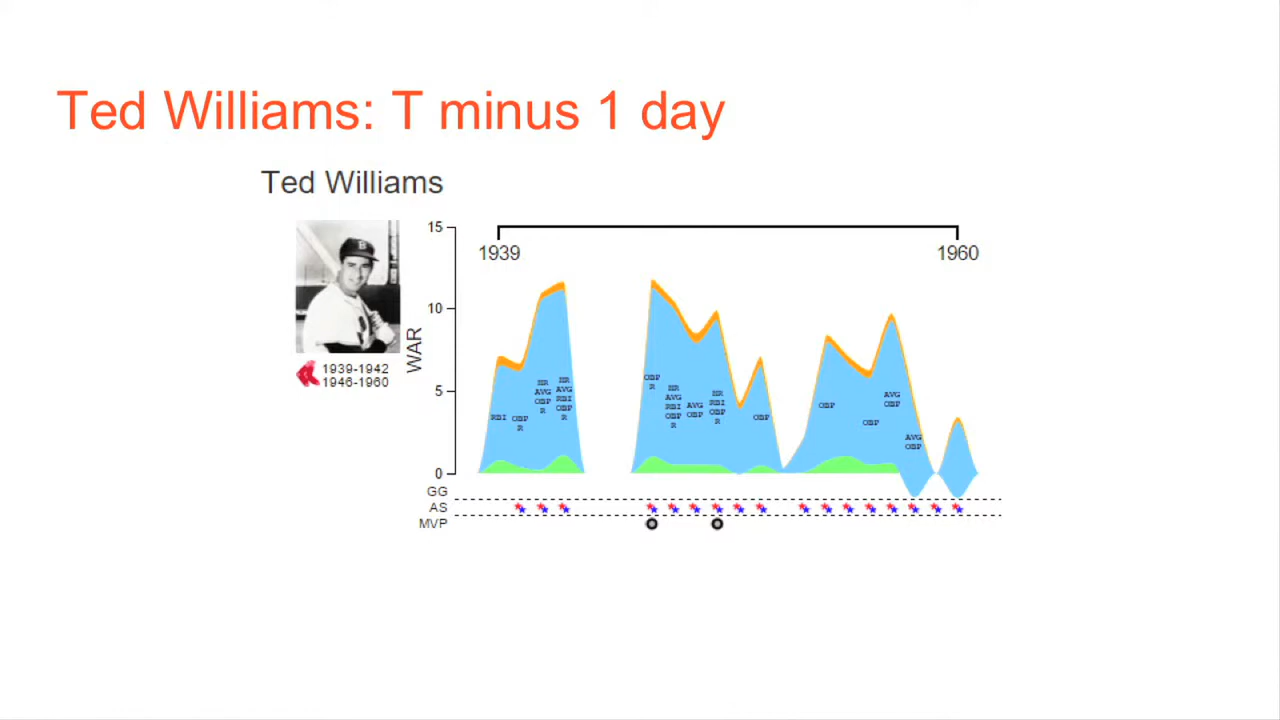 Ted Williams: T minus 1 day
Ted Williams
15
1939
1960
10
WAR
1939-1942
1946-1960
5
0
RBI
OBP
R
HR
AVG
OBP
R
HR
AVG
RBI
OBP
R
OBP
R
HR
AVG
RBI
OBP
R
AVG
OBP
HR
RBI
OBP
R
OBP
OBP
OBP
AVG
OBP
AVG
OBP
GG
AS
MVP